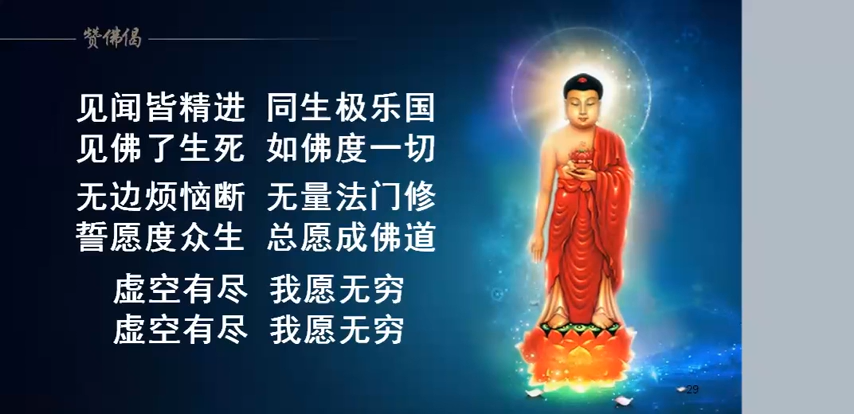 赞佛偈
见闻皆精进 同生极乐国
见佛了生死 如佛度一切
无边烦恼断 无量法门修
誓愿度众生 总愿成佛道
虚空有尽 我愿无穷
虚空有尽 我愿无穷
29